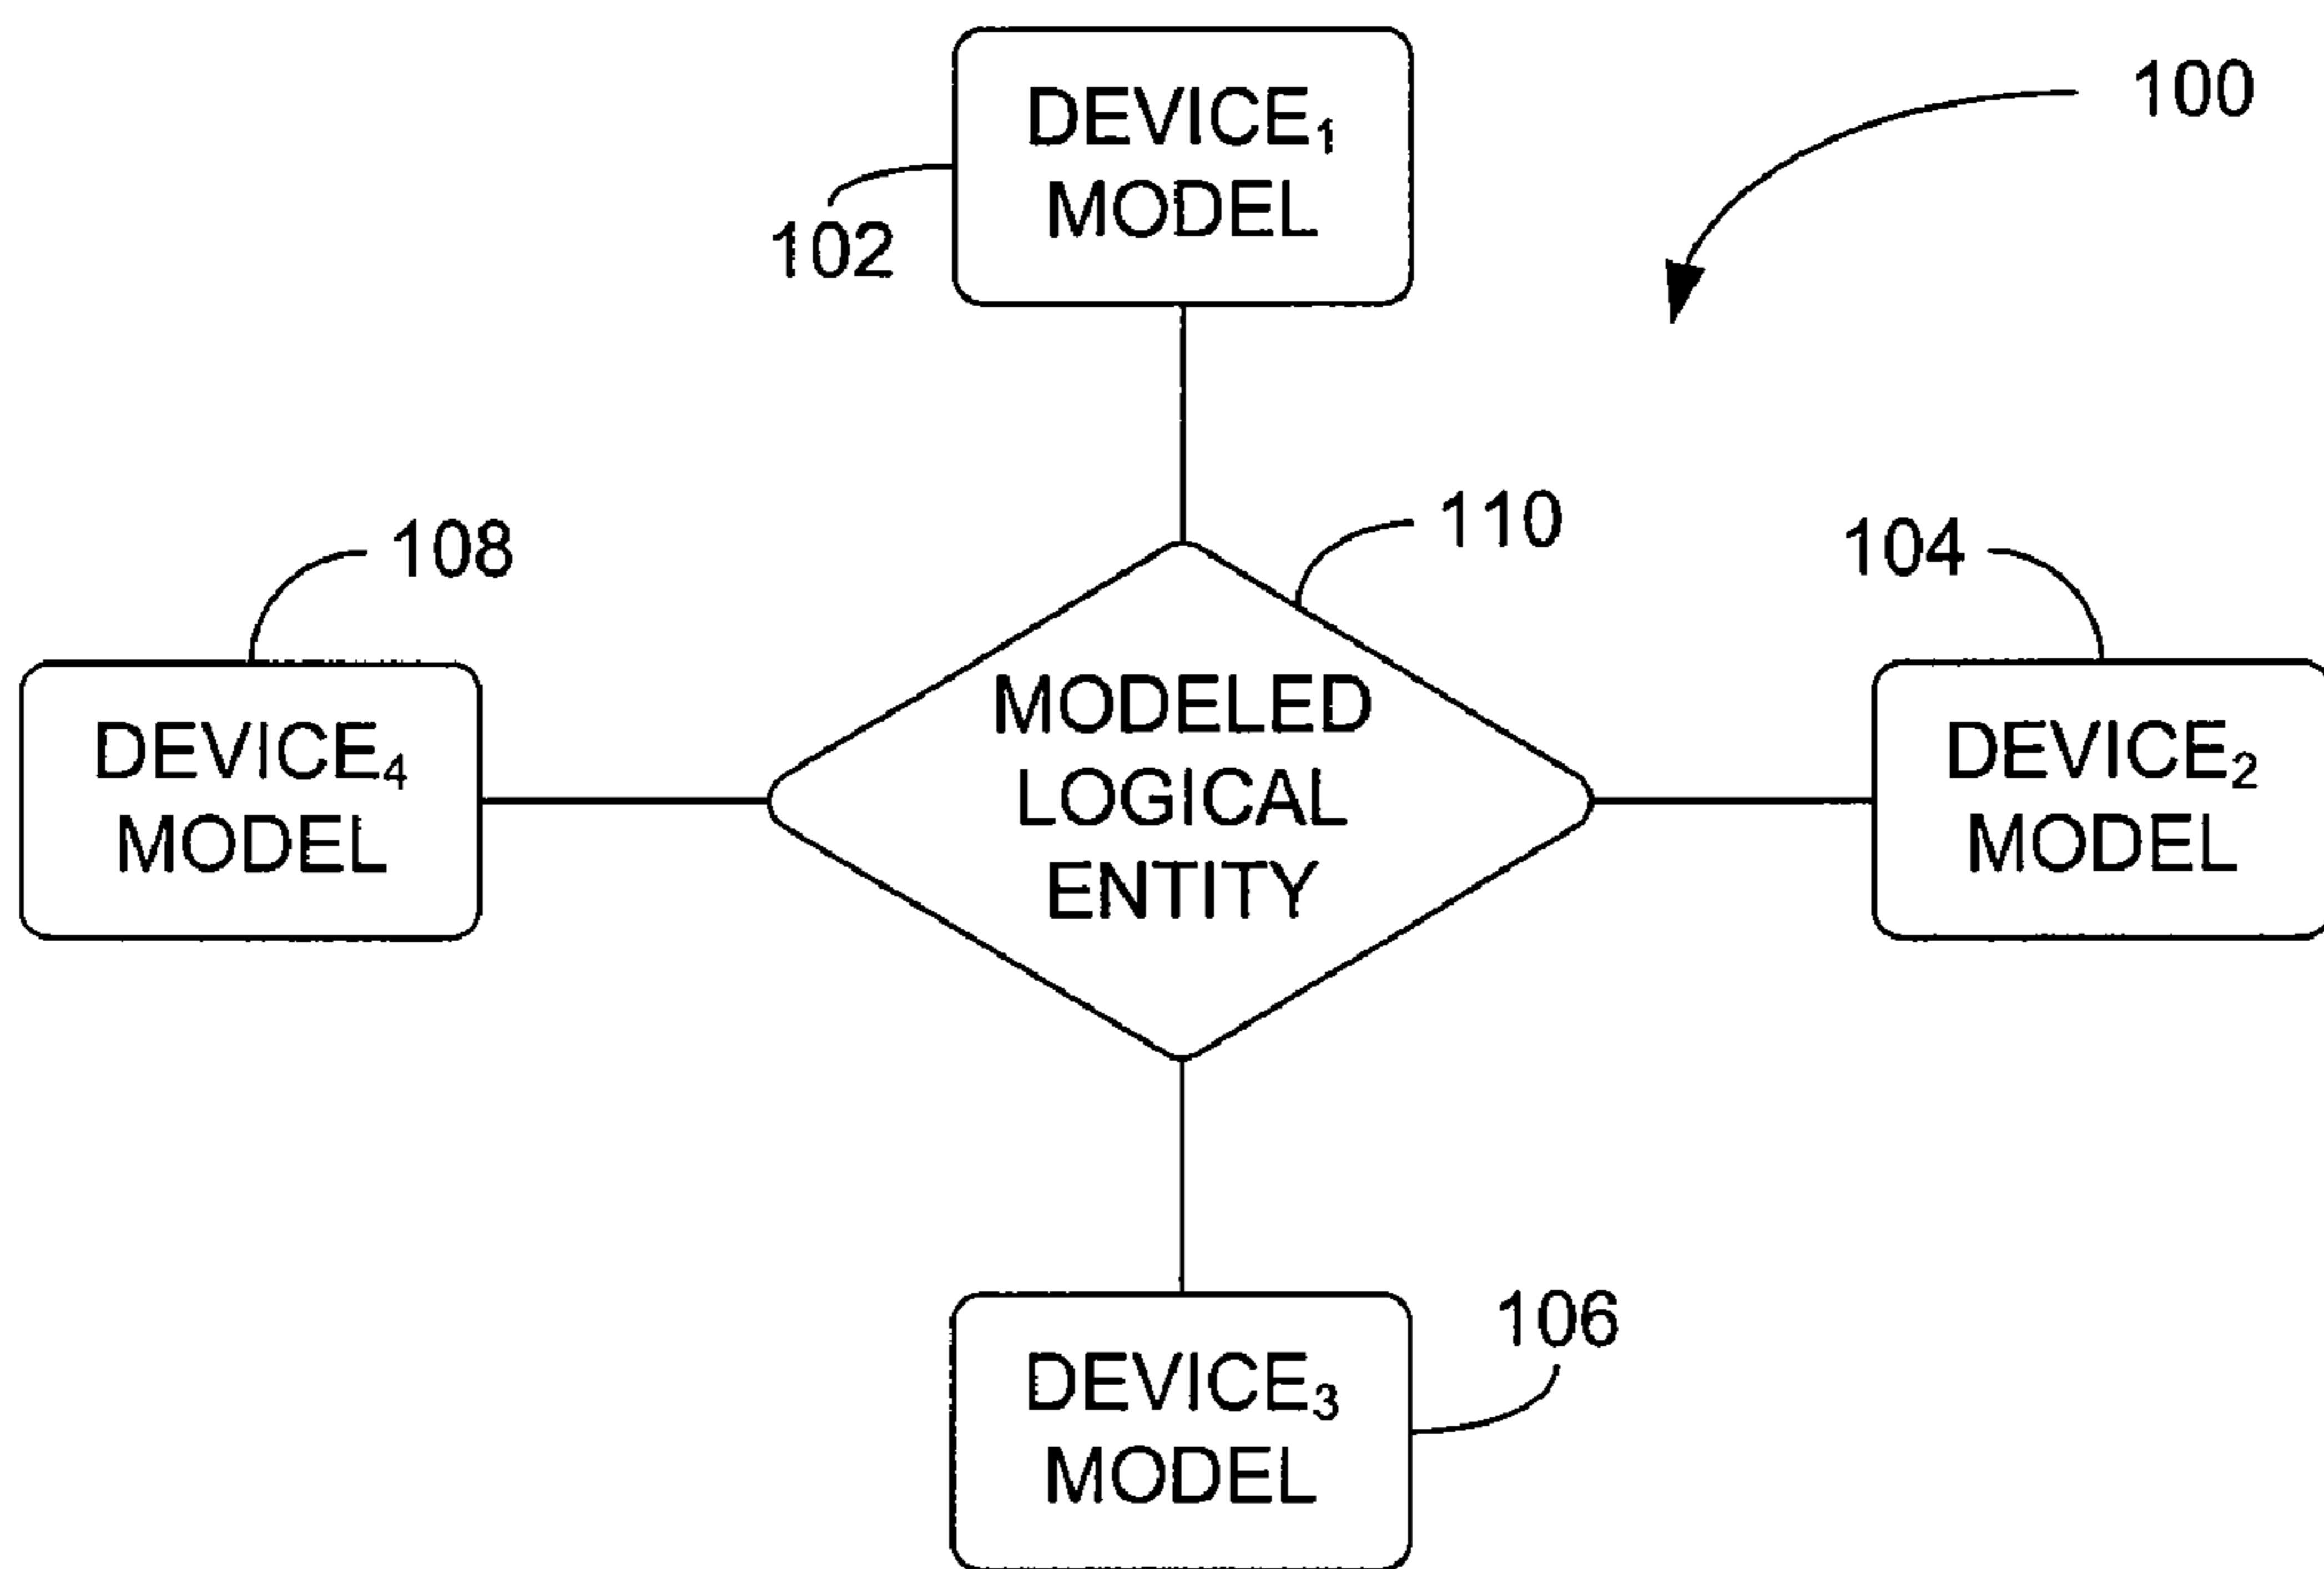 DEVICE₁
MODEL
100
102
108
110
104
MODELED
LOGICAL
ENTITY
DEVICE₄
MODEL
DEVICE₂
MODEL
106
DEVICE₃
MODEL